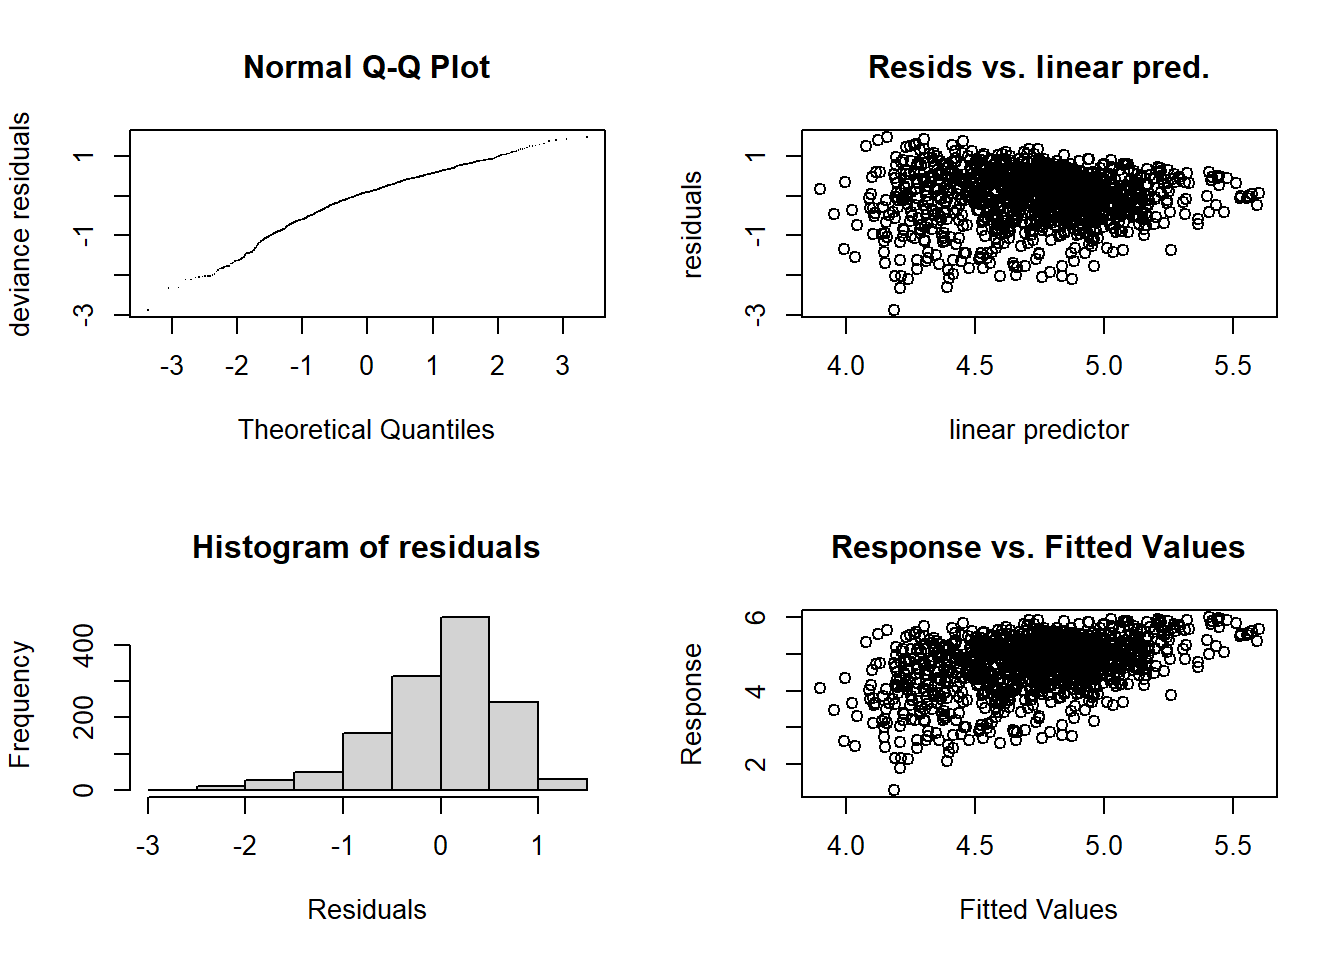 Normal Q-Q Plot
deviance residuals
1
-1
-3
-3 -2 -1 0 1 2 3
Theoretical Quantiles
Resids vs. linear pred.
residuals
1
-1
-3
4.0 4.5 5.0 5.5
linear predictor
Histogram of residuals
Frequency
400
200
0
-3 -2 -1 0 1
Residuals
Response vs. Fitted Values
Response
6
4
2
4.0 4.5 5.0 5.5
Fitted Values